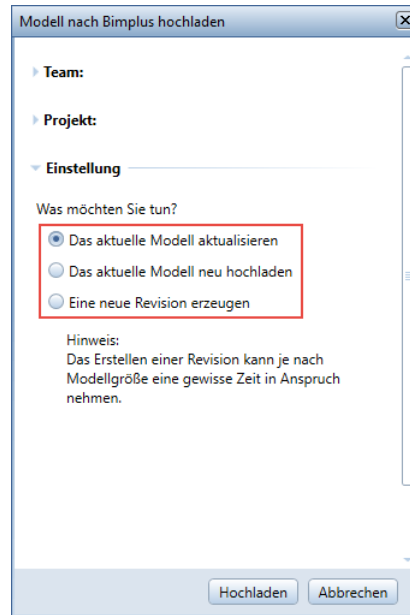 Modell nach Bimplus hochladen
Team:
Projekt:
Einstellung
Was möchten Sie tun?
Das aktuelle Modell aktualisieren
Das aktuelle Modell neu hochladen
Eine neue Revision erzeugen
Hinweis:
Das Erstellen einer Revision kann je nach
Modellgröße eine gewisse Zeit in Anspruch
nehmen.
Hochladen
Abbrechen